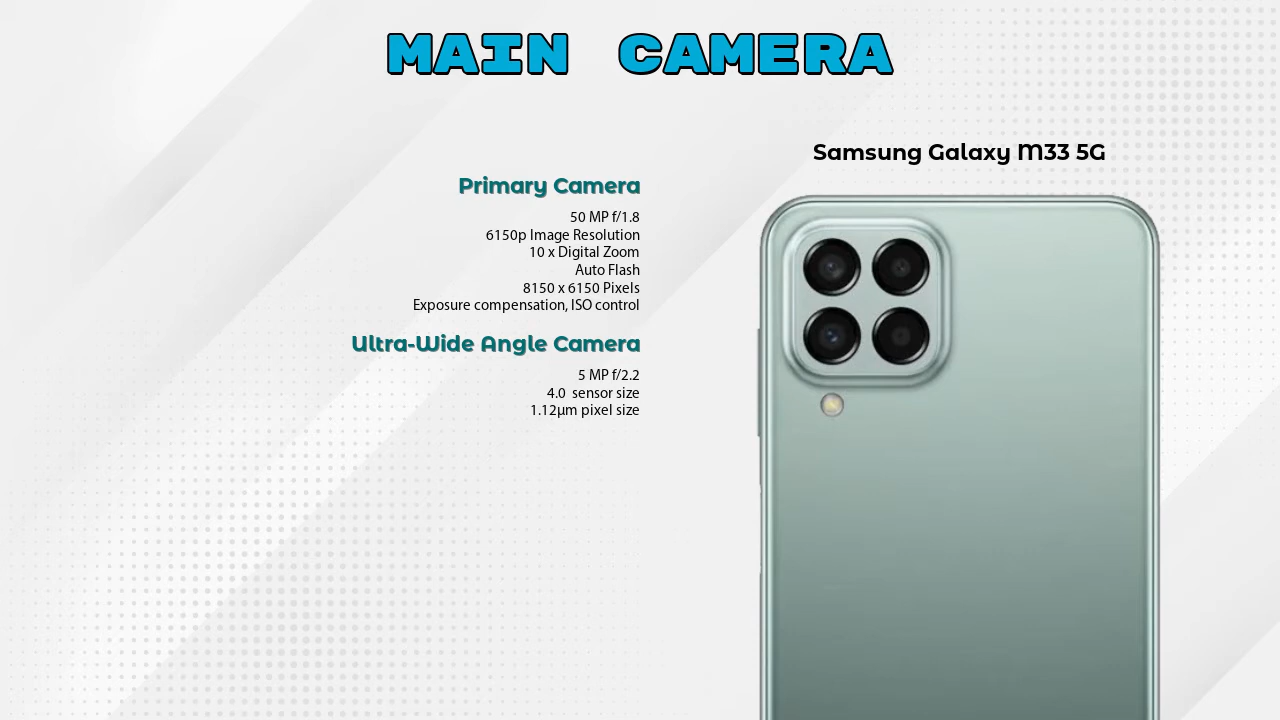 MAIN CAMERA
Samsung Galaxy M33 5G
Primary Camera
50 MP f/1.8
6150p Image Resolution
10 x Digital Zoom
Auto Flash
8150 x 6150 Pixels
Exposure compensation, ISO control
Ultra-Wide Angle Camera
5 MP f/2.2
4.0 sensor size
1.12μm pixel size